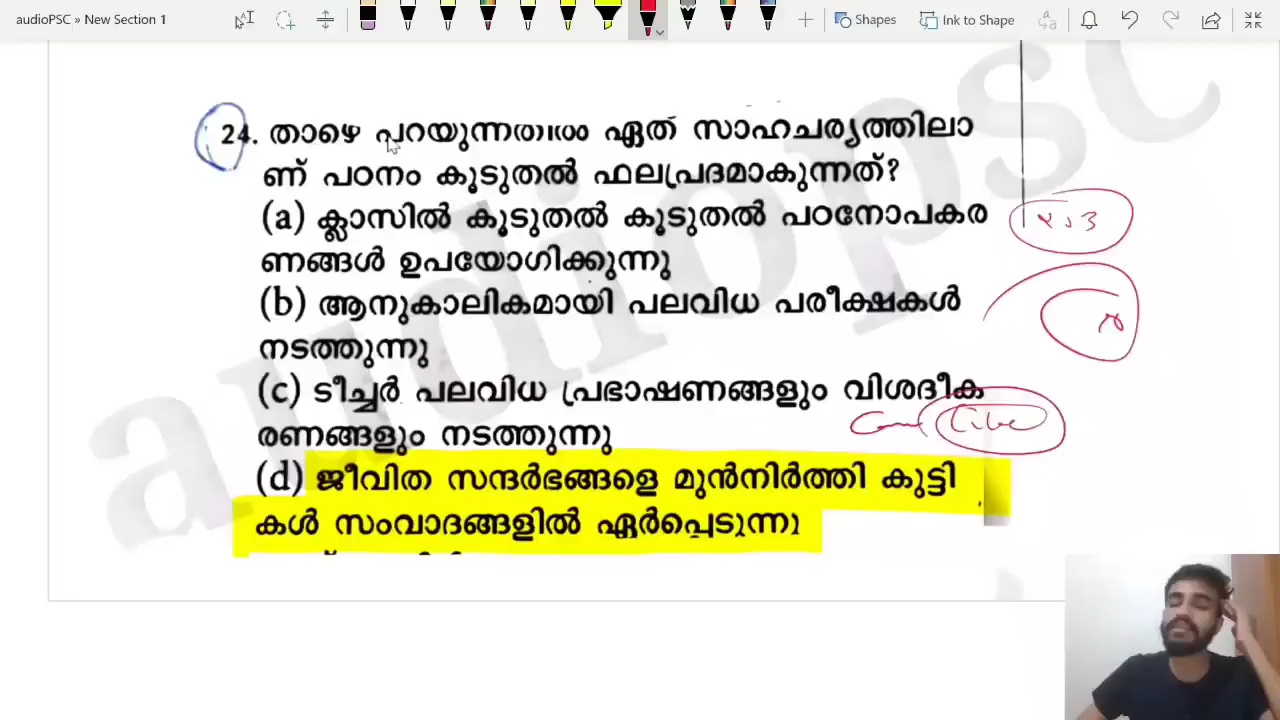 audioPSC » New Section 1
Shapes
Ink to Shape
24. താഴെ പറയുന്നതിൽ ഏത് സാഹചര്യത്തിലാ
ണ് പഠനം കൂടുതൽ ഫലപ്രദമാകുന്നത്?
(a) ക്ലാസിൽ കൂടുതൽ കൂടുതൽ പഠനോപകര
ണങ്ങൾ ഉപയോഗിക്കുന്നു
(b) ആനുകാലികമായി പലവിധ പരീക്ഷകൾ
നടത്തുന്നു
(c) ടീച്ചർ പലവിധ പ്രഭാഷണങ്ങളും വിശദീക
രണങ്ങളും നടത്തുന്നു
(d) ജീവിത സന്ദർഭങ്ങളെ മുൻനിർത്തി കുട്ടി
കൾ സംവാദങ്ങളിൽ ഏർപ്പെടുന്നു
audiopsc